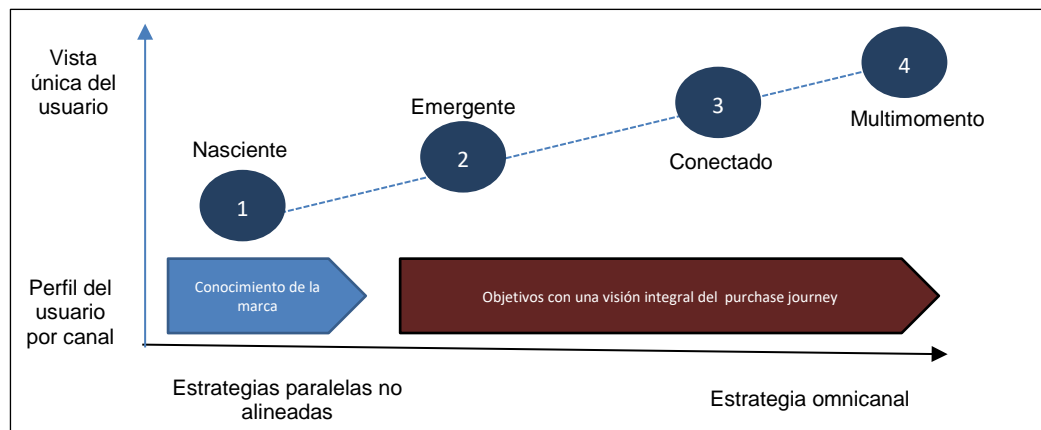 Vista
única del
usuario
Nasciente
1
Emergente
2
3
Conectado
4
Multimomento
Perfil del
usuario
por canal
Conocimiento de la
marca
Objetivos con una visión integral del purchase journey
Estrategias paralelas no
alineadas
Estrategia omnicanal